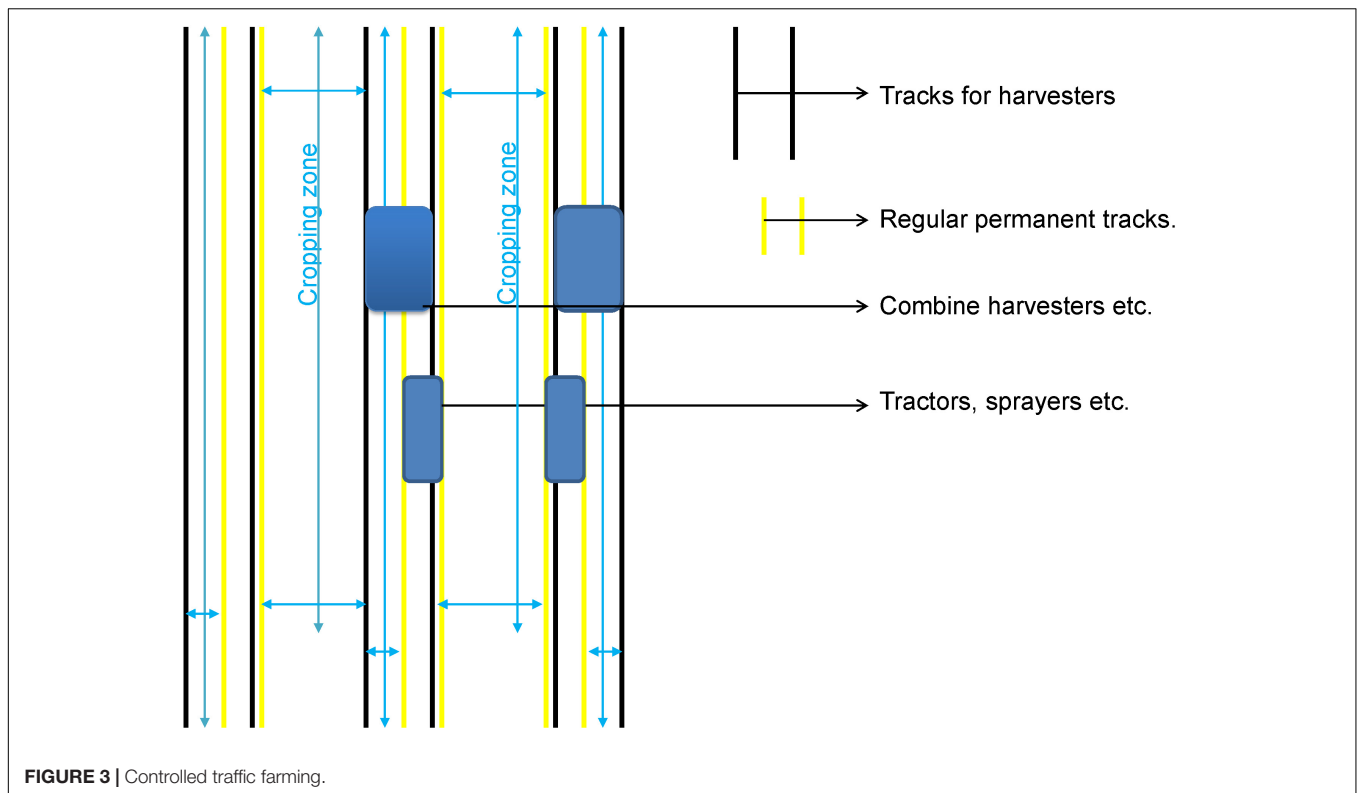 Cropping zone
Cropping zone
Tracks for harvesters
Regular permanent tracks.
Combine harvesters etc.
Tractors, sprayers etc.
FIGURE 3 | Controlled traffic farming.